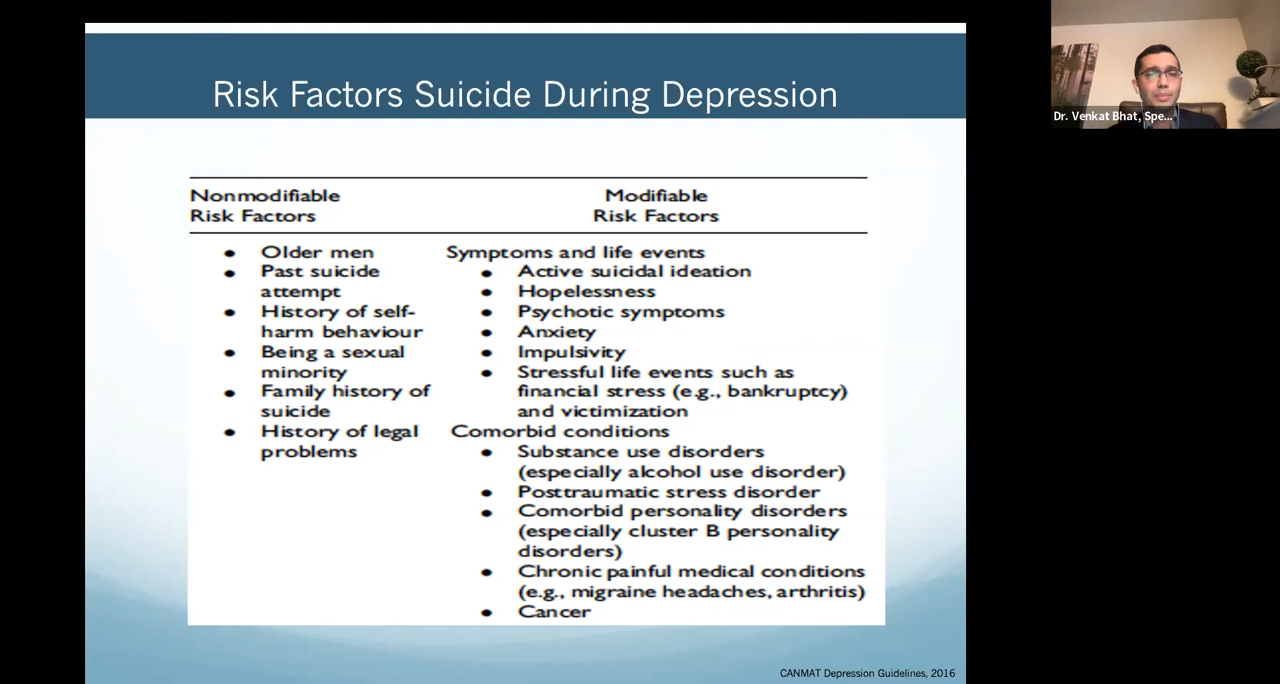 Risk Factors Suicide During Depression
Nonmodifiable
Risk Factors
Older men
Past suicide
attempt
History of self-
harm behaviour
Being a sexual
minority
Family history of
suicide
History of legal
problems
Modifiable
Risk Factors
Symptoms and life events
Active suicidal ideation
Hopelessness
Psychotic symptoms
Anxiety
Impulsivity
Stressful life events such as
financial stress (e.g., bankruptcy)
and victimization
Comorbid conditions
Substance use disorders
(especially alcohol use disorder)
Posttraumatic stress disorder
Comorbid personality disorders
(especially cluster B personality
disorders)
Chronic painful medical conditions
(e.g., migraine headaches, arthritis)
Cancer
CANMAT Depression Guidelines, 2016
Dr. Venkat Bhat, Spe...